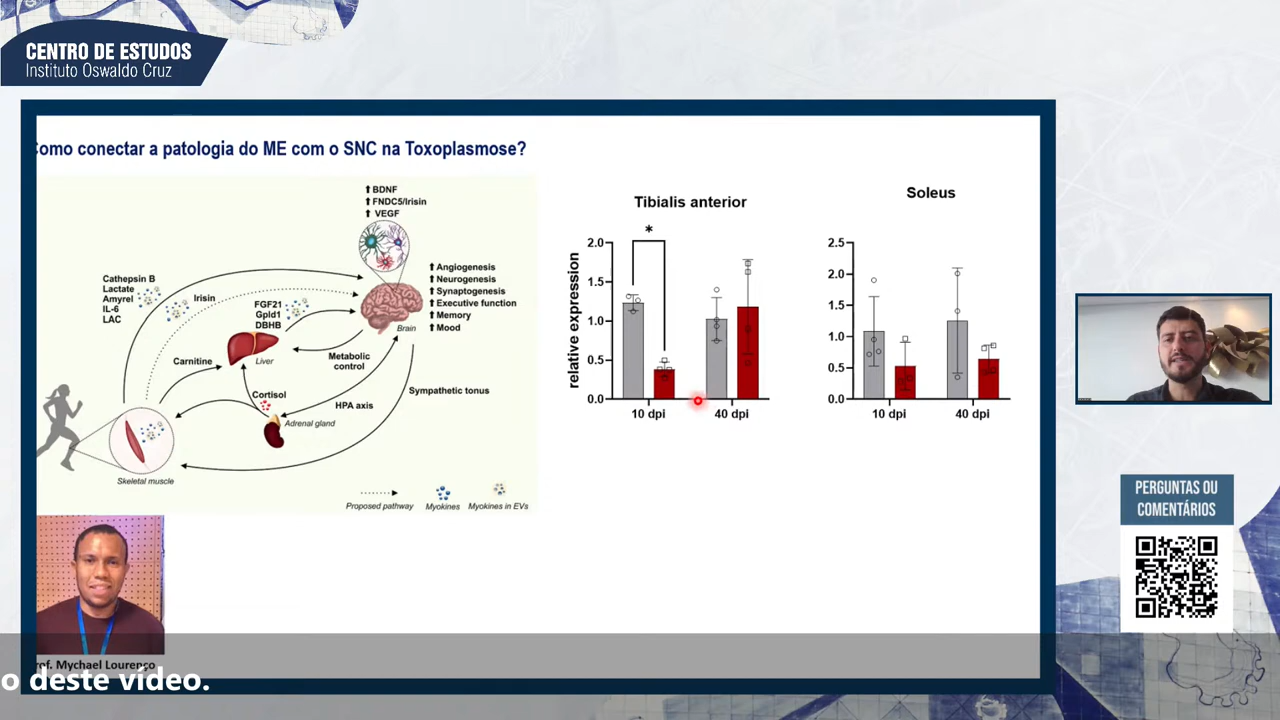 CENTRO DE ESTUDOS
Instituto Oswaldo Cruz
Como conectar a patologia do ME com o SNC na Toxoplasmose?
BDNF
FNDC5/Irisin
VEGF
Angiogenesis
Neurogenesis
Synaptogenesis
Executive function
Memory
Mood
Cathepsin B
Lactate
Amyrel
IL-6
LAC
Irisin
FGF21
Gpld1
DBHB
Brain
Liver
Carnitine
Metabolic
control
Sympathetic tonus
Cortisol
HPA axis
Adrenal gland
Skeletal muscle
Proposed pathway
Myokines
Myokines in EVs
Tibialis anterior
*
relative expression
2.0
1.5
1.0
0.5
0.0
10 dpi
40 dpi
Soleus
2.5
2.0
1.5
1.0
0.5
0.0
10 dpi
40 dpi
PERGUNTAS OU
COMENTÁRIOS
rof. Mychael Lourenço
o deste vídeo.